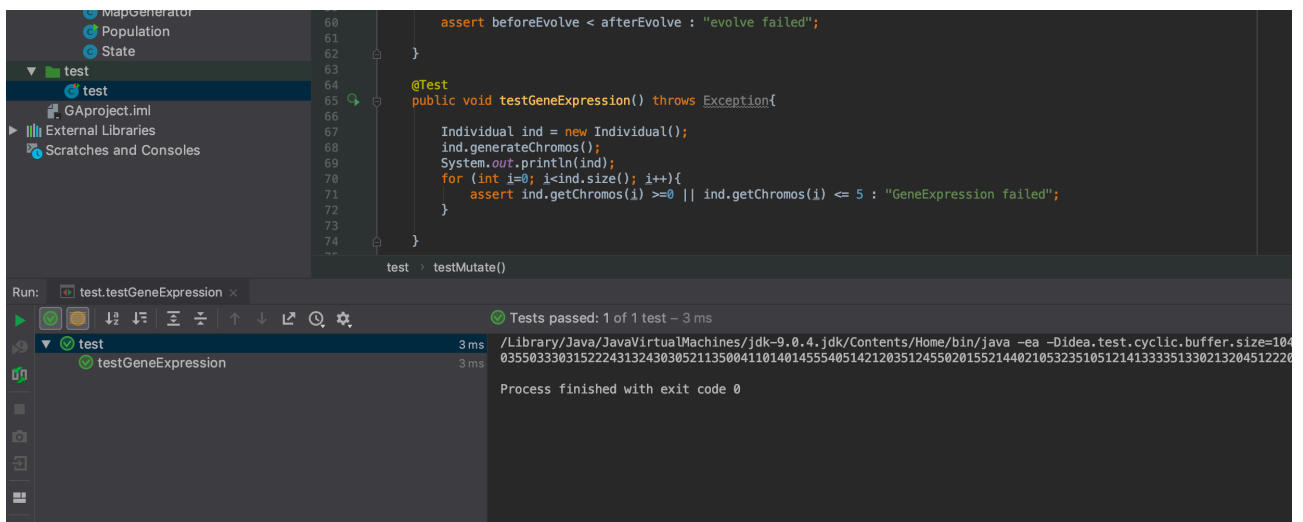 MapGenerator
Population
State
test
test
GAproject.iml
External Libraries
Scratches and Consoles
60 assert beforeEvolve < afterEvolve : "evolve failed";
61
62 }
63
64 @Test
65 public void testGeneExpression() throws Exception{
66
67 Individual ind = new Individual();
68 ind.generateChromos();
69 System.out.println(ind);
70 for (int i=0; i<ind.size(); i++){
71 assert ind.getChromos(i) >=0 || ind.getChromos(i) <= 5 : "GeneExpression failed";
72 }
73
74 }
test › testMutate()
Run: test.testGeneExpression ×
Tests passed: 1 of 1 test – 3 ms
test 3 ms
testGeneExpression 3 ms
/Library/Java/JavaVirtualMachines/jdk-9.0.4.jdk/Contents/Home/bin/java -ea -Didea.test.cyclic.buffer.size=104
Process finished with exit code 0